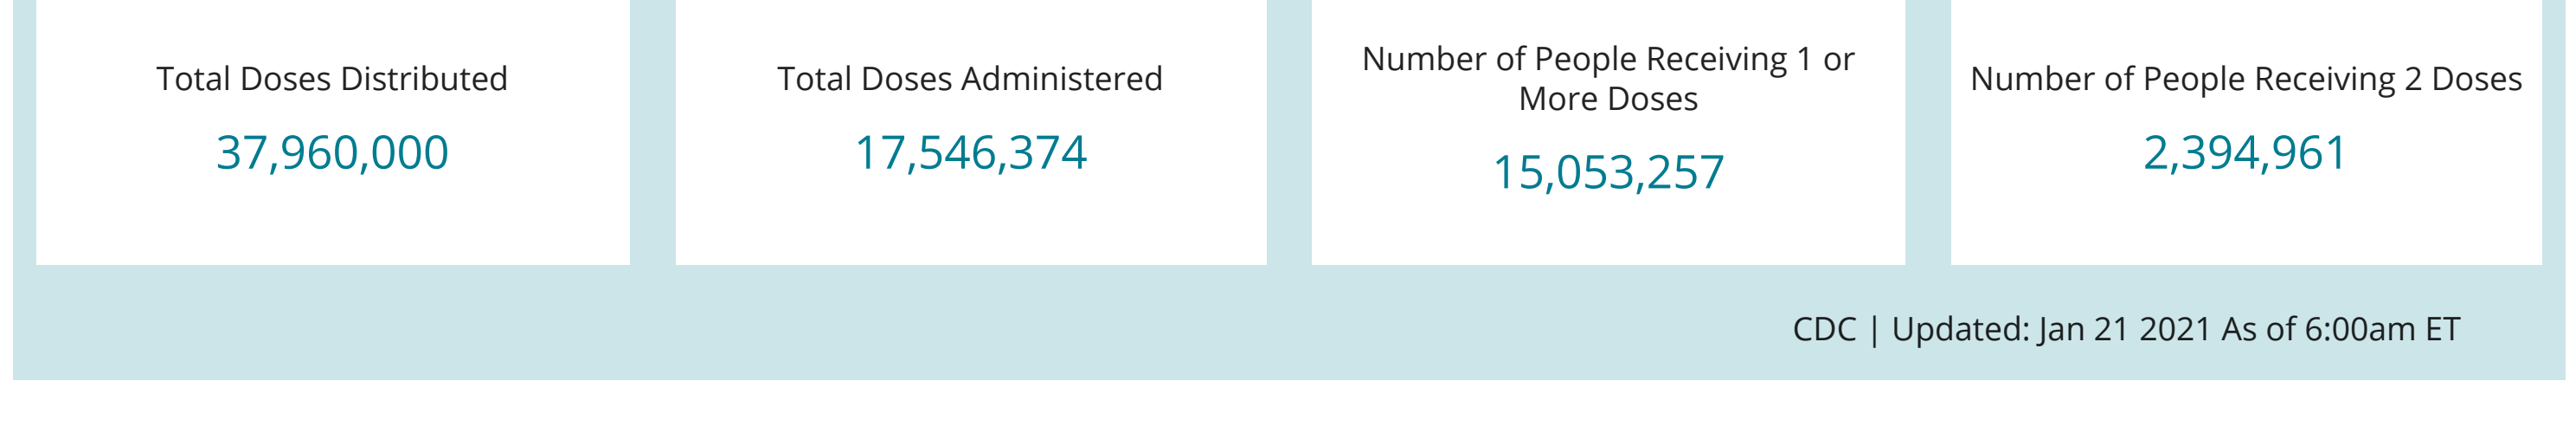 Total Doses Distributed
37,960,000
Total Doses Administered
17,546,374
Number of People Receiving 1 or
More Doses
15,053,257
Number of People Receiving 2 Doses
2,394,961
CDC | Updated: Jan 21 2021 As of 6:00am ET